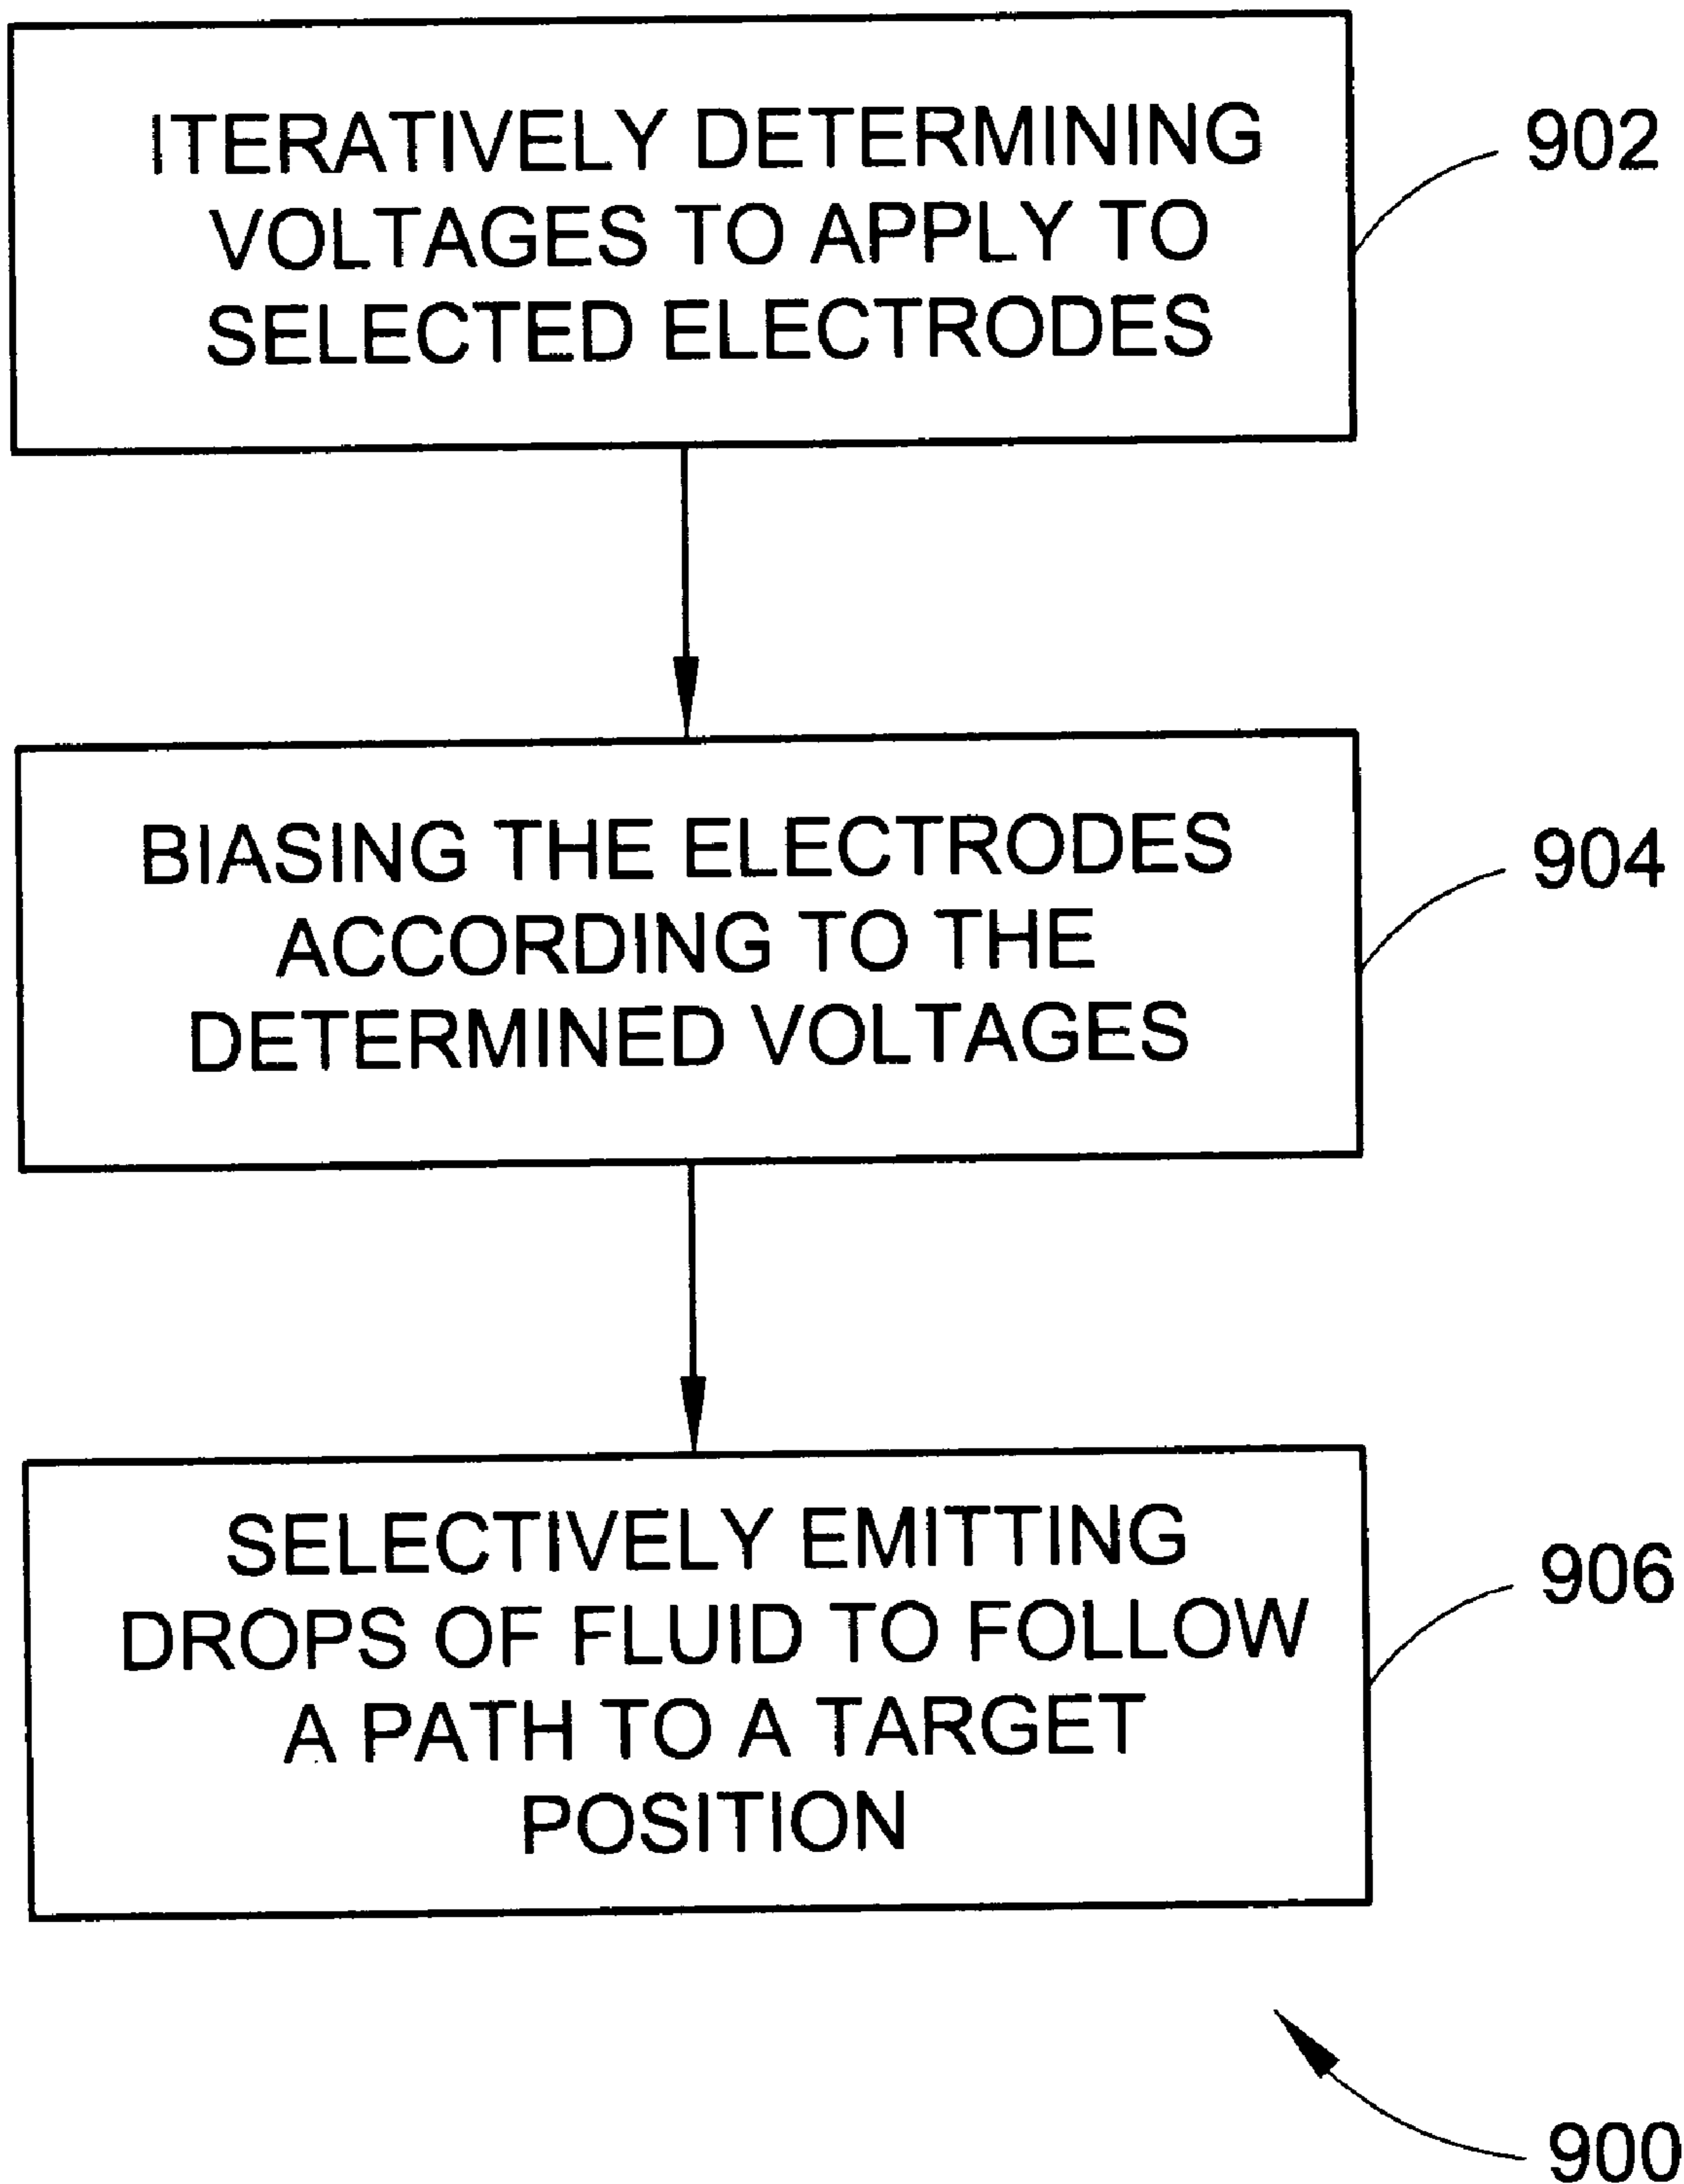 ITERATIVELY DETERMINING
VOLTAGES TO APPLY TO
SELECTED ELECTRODES
902
BIASING THE ELECTRODES
ACCORDING TO THE
DETERMINED VOLTAGES
904
SELECTIVELY EMITTING
DROPS OF FLUID TO FOLLOW
A PATH TO A TARGET
POSITION
906
900